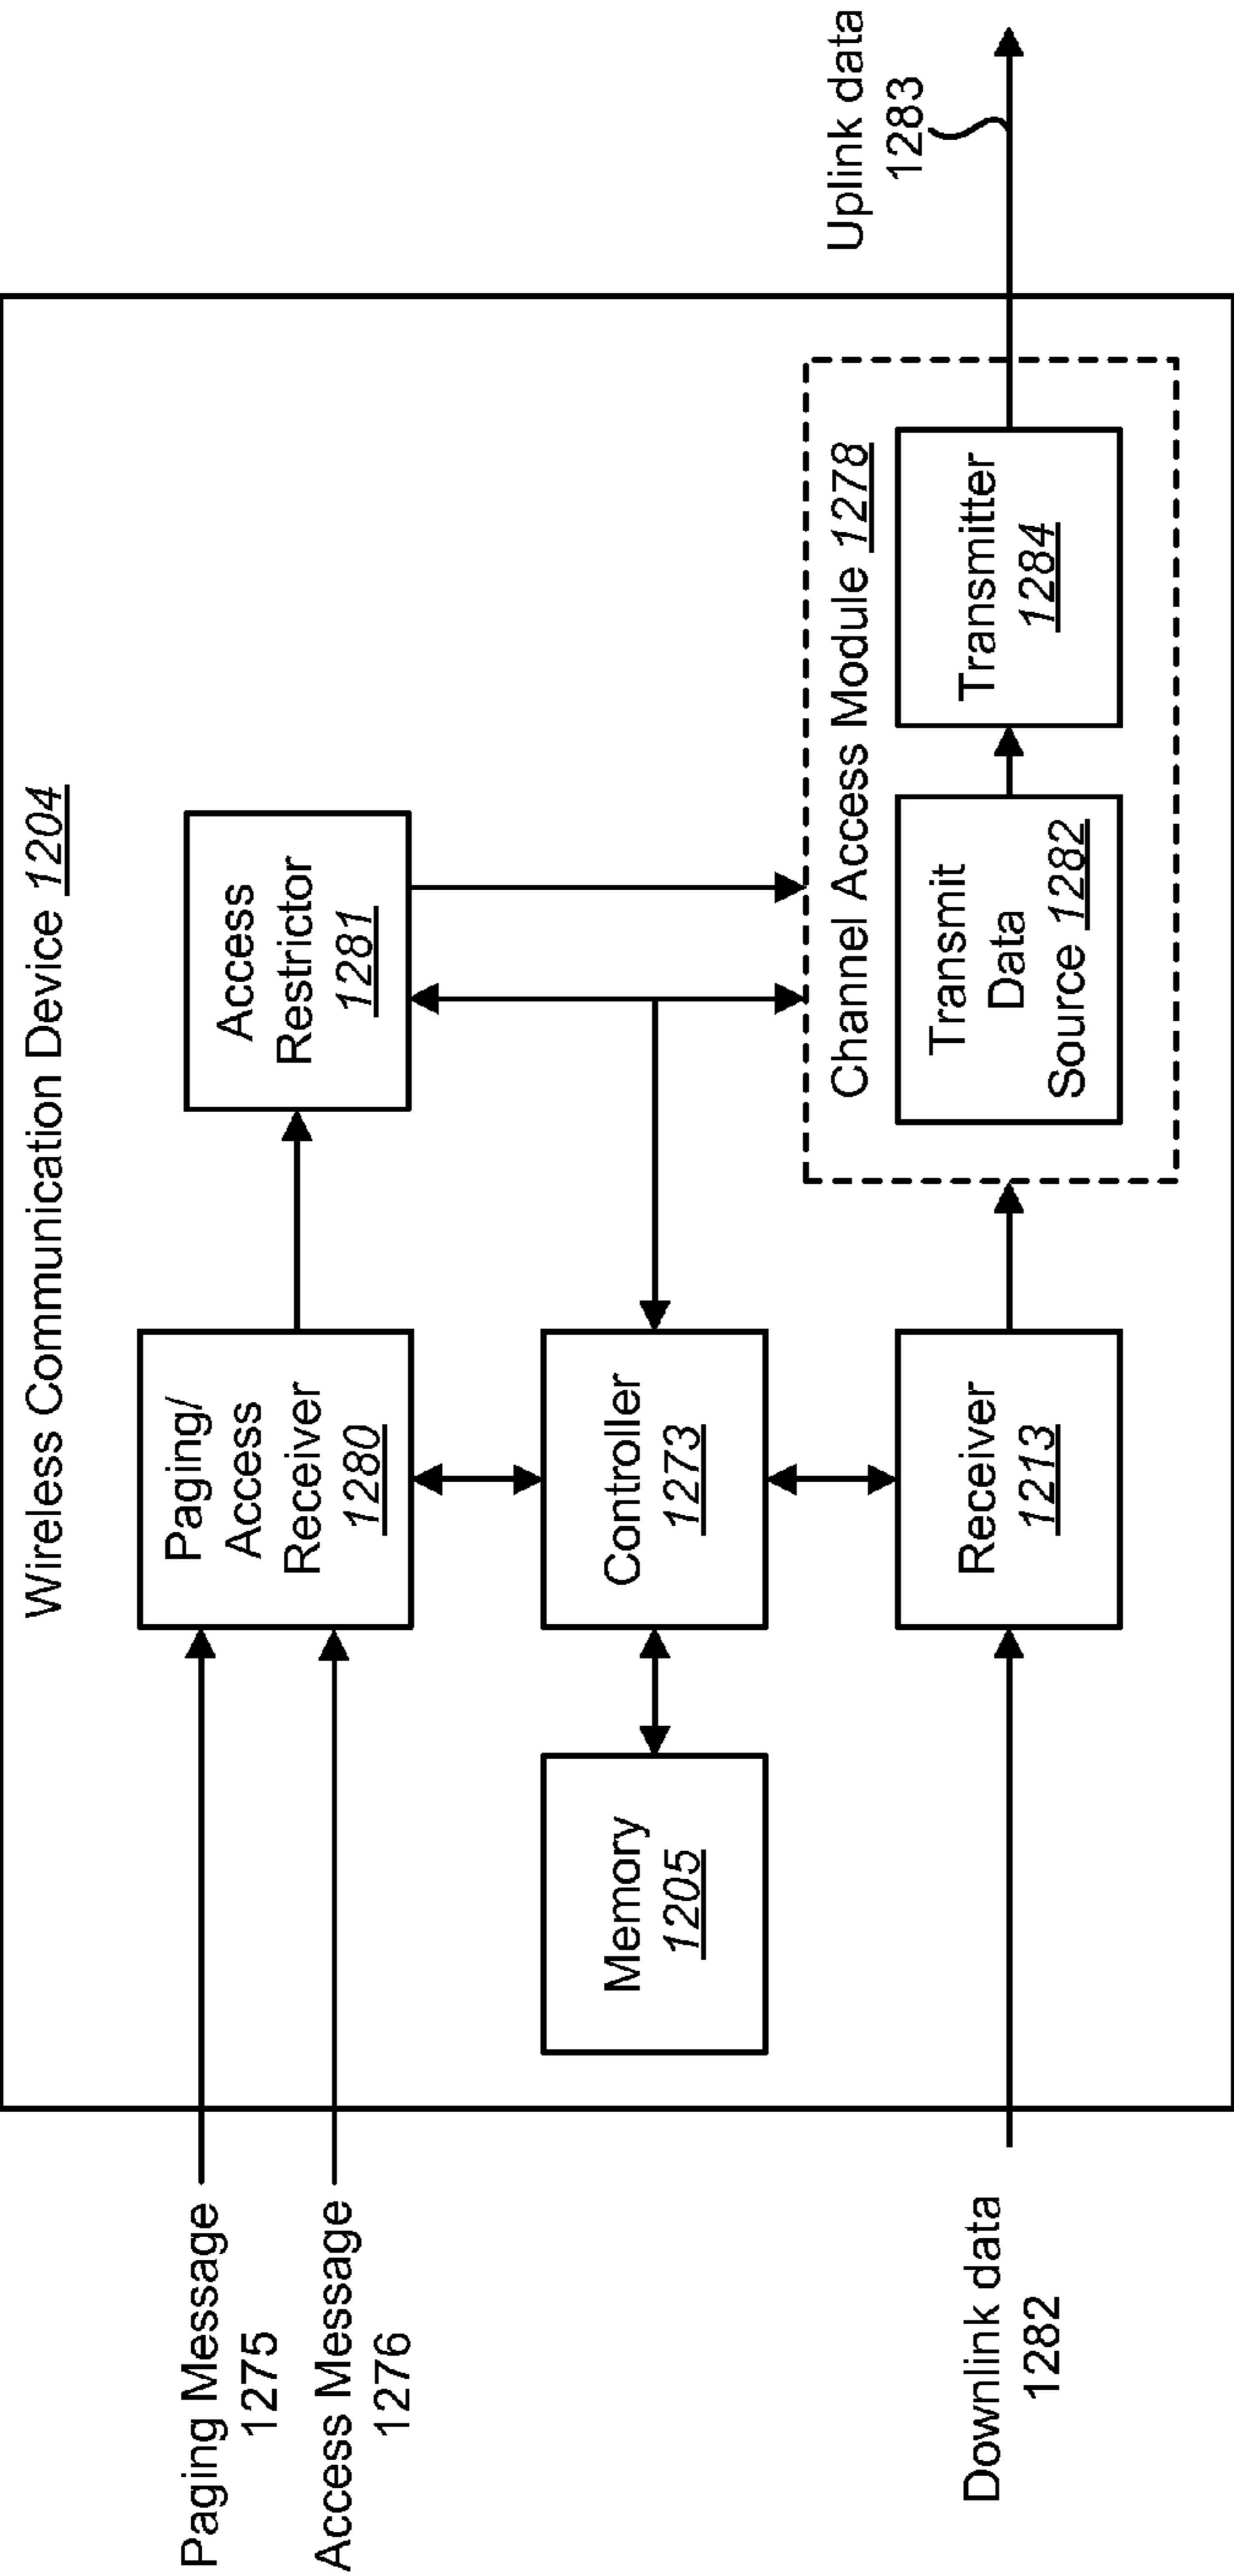 Wireless Communication Device 1204
Paging Message
1275
Access Message
1276
Paging/
Access
Receiver
1280
Access
Restrictor
1281
Memory
1205
Controller
1273
Downlink data
1282
Receiver
1213
Channel Access Module 1278
Transmit
Data
Source 1282
Transmitter
1284
Uplink data
1283